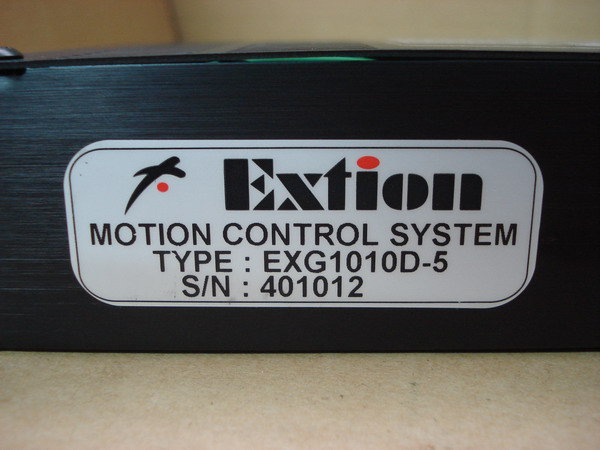 Extion
MOTION CONTROL SYSTEM
TYPE : EXG1010D-5
S/N : 401012